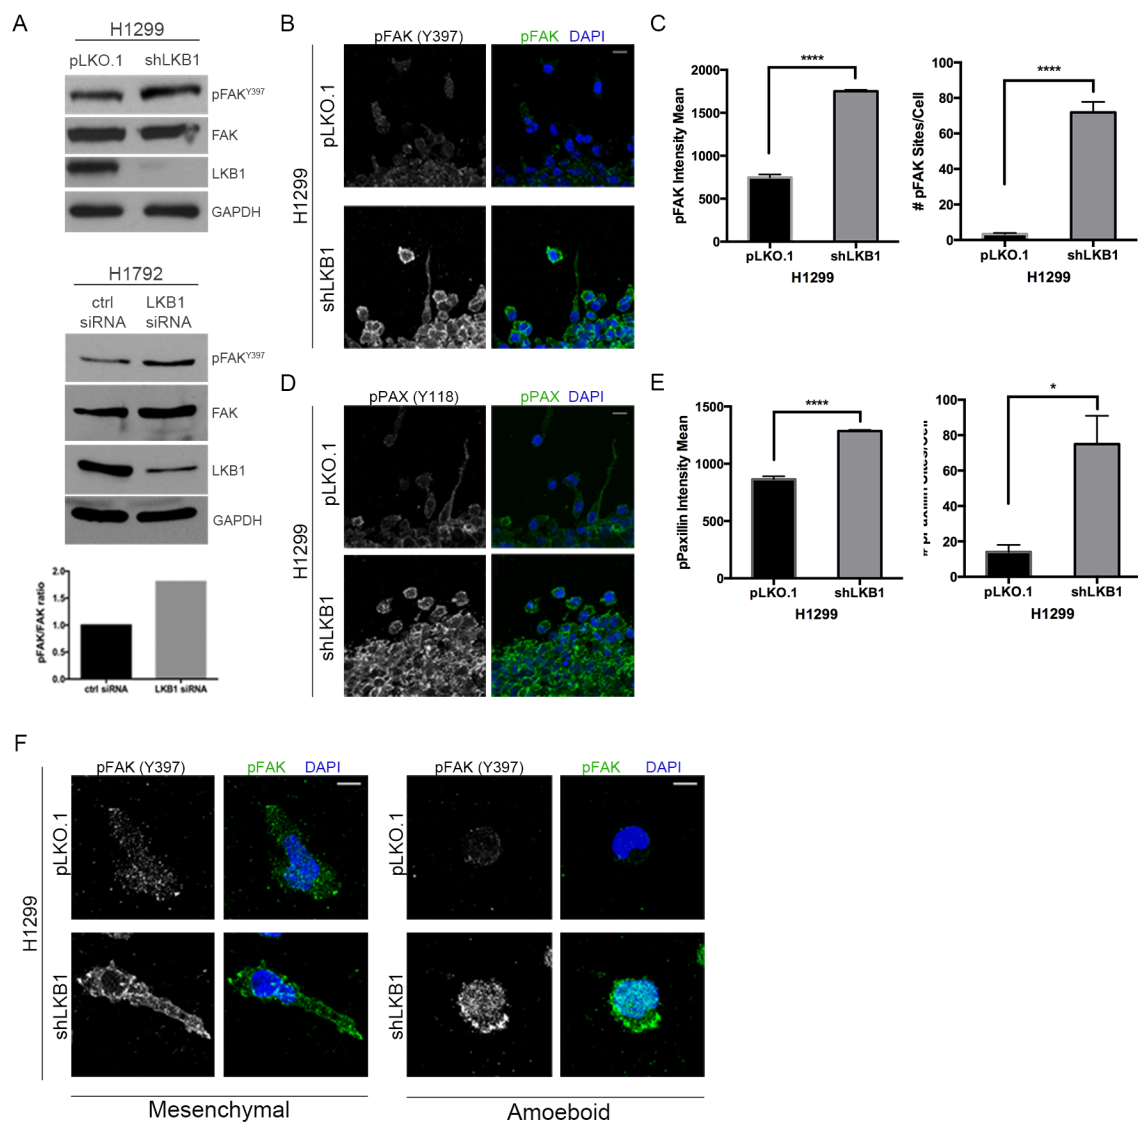 A
H1299
pLKO.1 shLKB1
pFAKY397
FAK
LKB1
GAPDH
H1792
ctrl siRNA LKB1 siRNA
pFAKY397
FAK
LKB1
GAPDH
pFAK/FAK ratio
2.0
1.5
1.0
0.5
0.0
ctrl siRNA LKB1 siRNA
B
pFAK (Y397) pFAK DAPI
H1299
pLKO.1
shLKB1
C
pFAK Intensity Mean
2000
1500
1000
500
0
****
pLKO.1 shLKB1
H1299
# pFAK Sites/Cell
100
80
60
40
20
0
****
pLKO.1 shLKB1
H1299
D
pPAX (Y118) pPAX DAPI
H1299
pLKO.1
shLKB1
E
pPaxillin Intensity Mean
1500
1000
500
0
****
pLKO.1 shLKB1
H1299
100
80
60
40
20
0
*
pLKO.1 shLKB1
H1299
F
pFAK (Y397) pFAK DAPI pFAK (Y397) pFAK DAPI
H1299
pLKO.1 pLKO.1
shLKB1 shLKB1
Mesenchymal Amoeboid